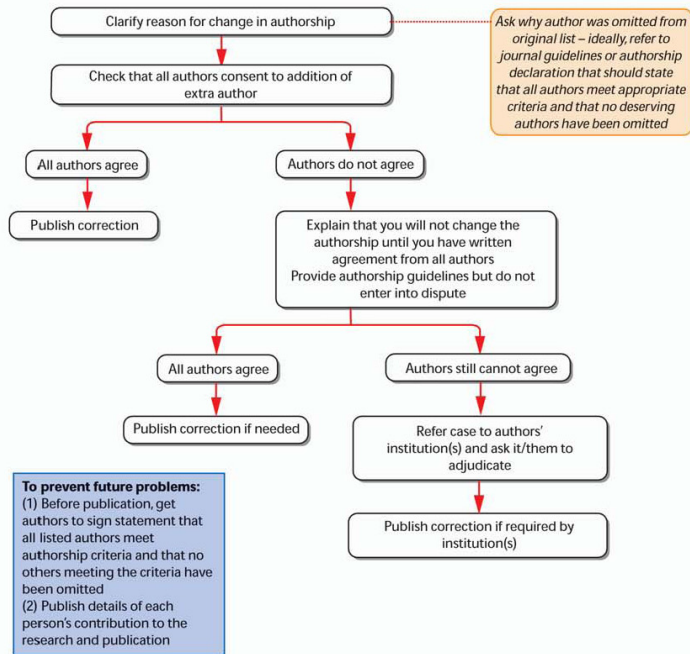 Clarify reason for change in authorship
Ask why author was omitted from
original list – ideally, refer to
journal guidelines or authorship
declaration that should state
that all authors meet appropriate
criteria and that no deserving
authors have been omitted
Check that all authors consent to addition of
extra author
All authors agree
Authors do not agree
Publish correction
Explain that you will not change the
authorship until you have written
agreement from all authors
Provide authorship guidelines but do not
enter into dispute
All authors agree
Authors still cannot agree
Publish correction if needed
Refer case to authors'
institution(s) and ask it/them to
adjudicate
Publish correction if required by
institution(s)
To prevent future problems:
(1) Before publication, get
authors to sign statement that
all listed authors meet
authorship criteria and that no
others meeting the criteria have
been omitted
(2) Publish details of each
person's contribution to the
research and publication